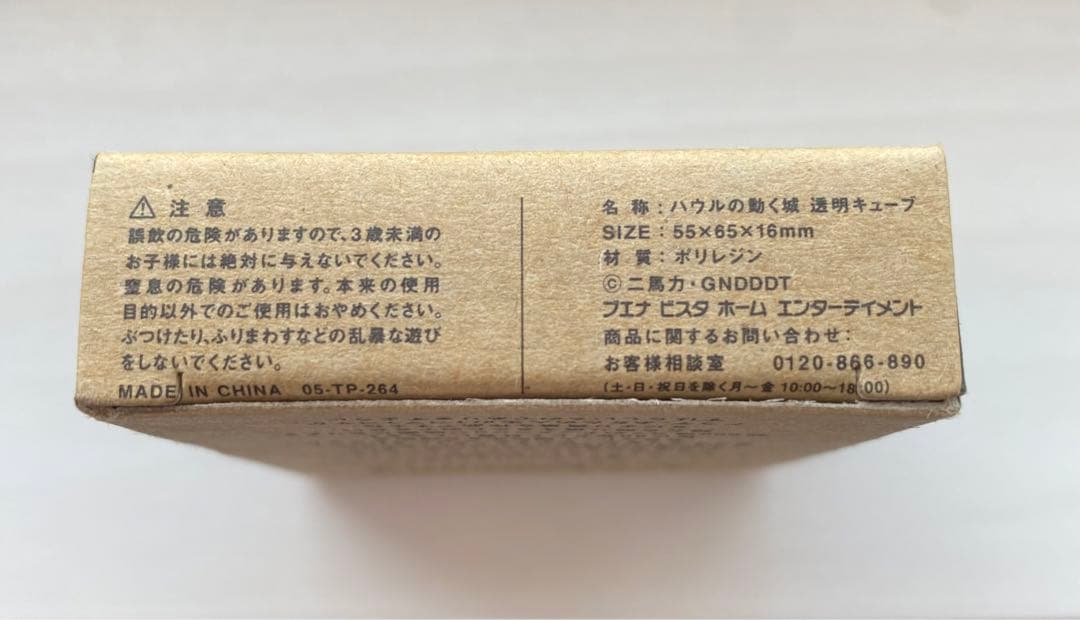 ⚠ 注 意
誤飲の危険がありますので、3歳未満の
お子様には絶対に与えないでください。
窒息の危険があります。本来の使用
目的以外でのご使用はおやめください。
ぶつけたり、ふりまわすなどの乱暴な遊び
をしないでください。
MADE IN CHINA 05-TP-264
名 称 : ハウルの動く城 透明キューブ
SIZE : 55×65×16mm
材 質 : ポリレジン
©二馬力・GNDDDT
ブエナ ビスタ ホーム エンターテイメント
商品に関するお問い合わせ:
お客様相談室 0120-866-890
(土・日・祝日を除く月〜金 10:00〜18:00)